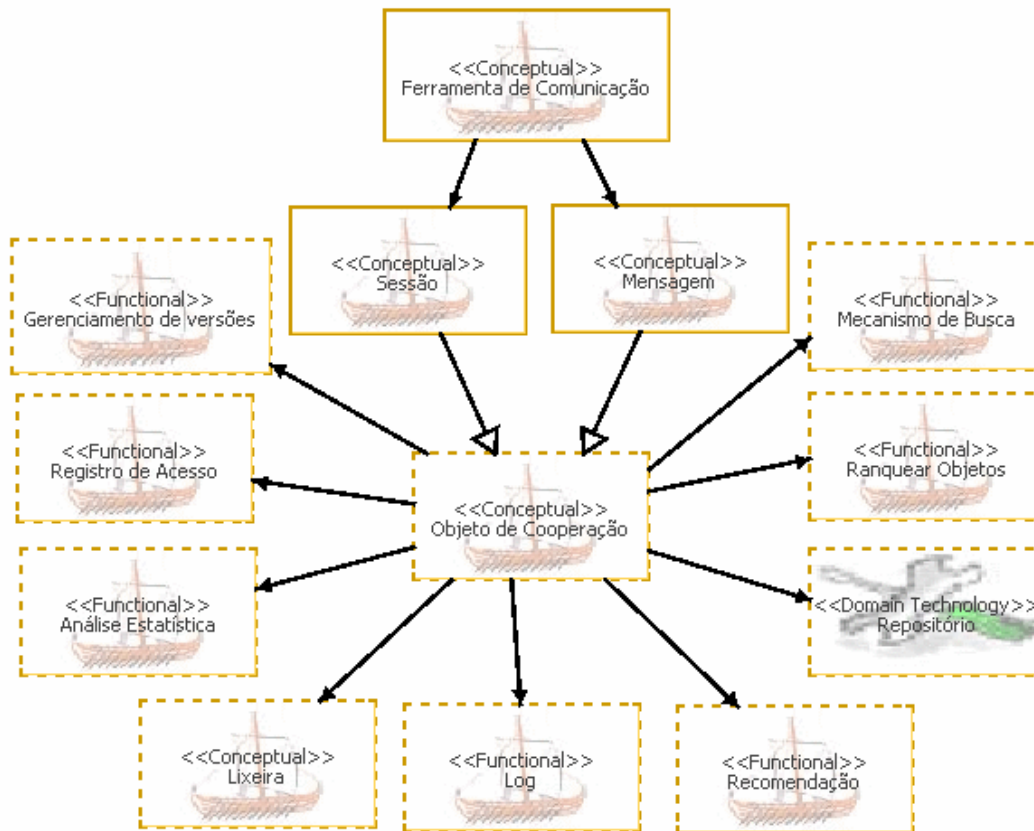 <<Conceptual>>
Ferramenta de Comunicação
<<Conceptual>>
Sessão
<<Conceptual>>
Mensagem
<<Functional>>
Gerenciamento de versões
<<Functional>>
Mecanismo de Busca
<<Functional>>
Registro de Acesso
<<Functional>>
Ranquear Objetos
<<Conceptual>>
Objeto de Cooperação
<<Functional>>
Análise Estatística
<<Domain Technology>>
Repositório
<<Conceptual>>
Lixeira
<<Functional>>
Log
<<Functional>>
Recomendação